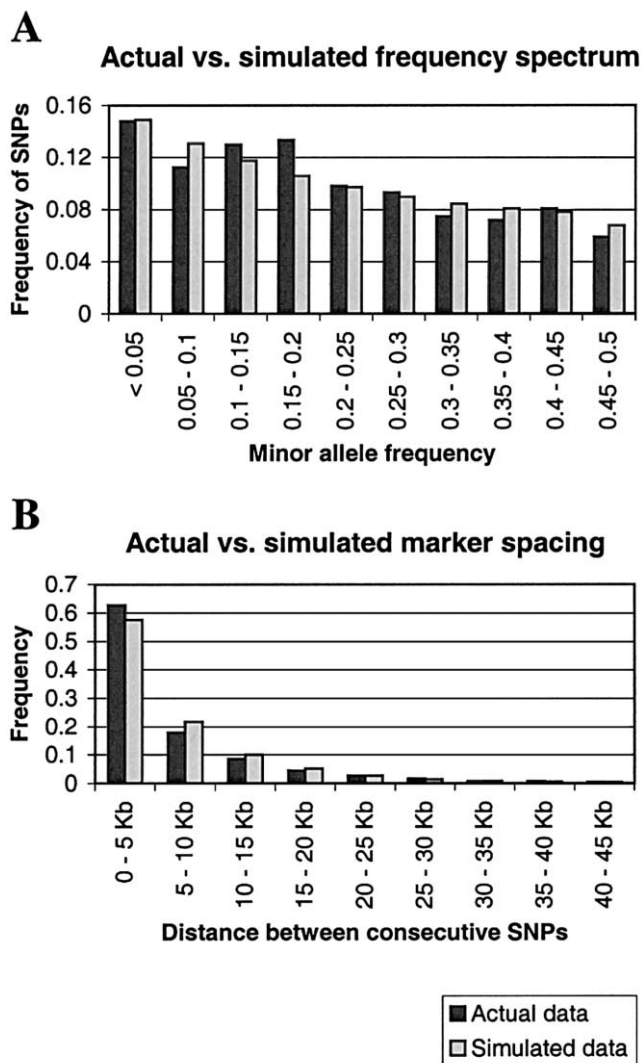 A
Actual vs. simulated frequency spectrum
Frequency of SNPs
0.16
0.12
0.08
0.04
0
< 0.05
0.05 - 0.1
0.1 - 0.15
0.15 - 0.2
0.2 - 0.25
0.25 - 0.3
0.3 - 0.35
0.35 - 0.4
0.4 - 0.45
0.45 - 0.5
Minor allele frequency
B
Actual vs. simulated marker spacing
Frequency
0.7
0.6
0.5
0.4
0.3
0.2
0.1
0
0 - 5 Kb
5 - 10 Kb
10 - 15 Kb
15 - 20 Kb
20 - 25 Kb
25 - 30 Kb
30 - 35 Kb
35 - 40 Kb
40 - 45 Kb
Distance between consecutive SNPs
Actual data
Simulated data